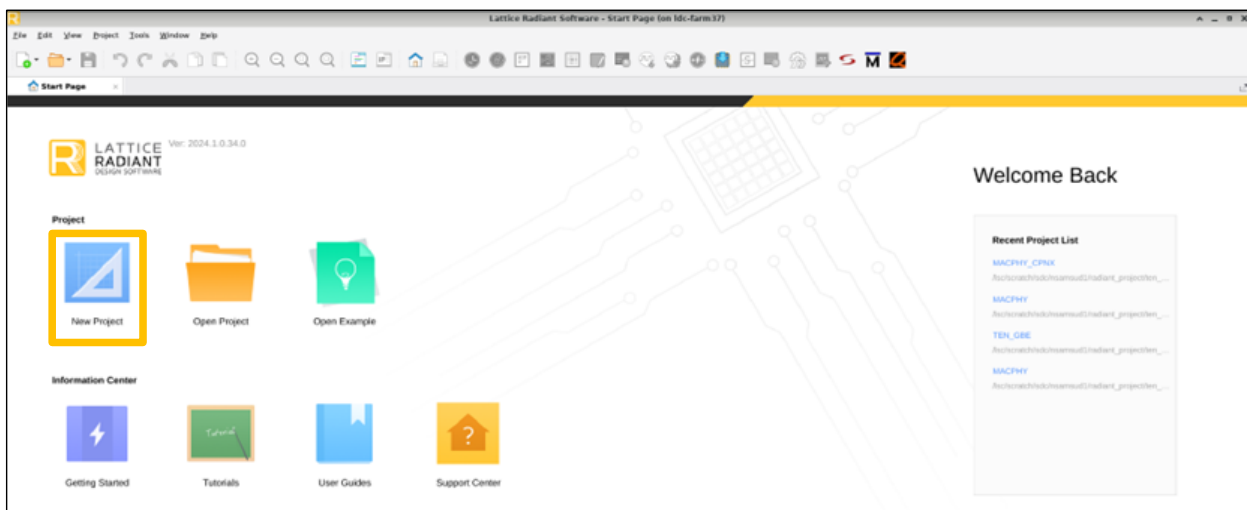 Lattice Radiant Software - Start Page (on ldc-farm37)
File Edit View Project Tools Window Help
Start Page
LATTICE
RADIANT
DESIGN SOFTWARE
Ver: 2024.1.0.34.0
Welcome Back
Project
New Project Open Project Open Example
Recent Project List
MACPHY_CPNX
MACPHY
TEN_GBE
MACPHY
Information Center
Tutorial
Getting Started Tutorials User Guides Support Center